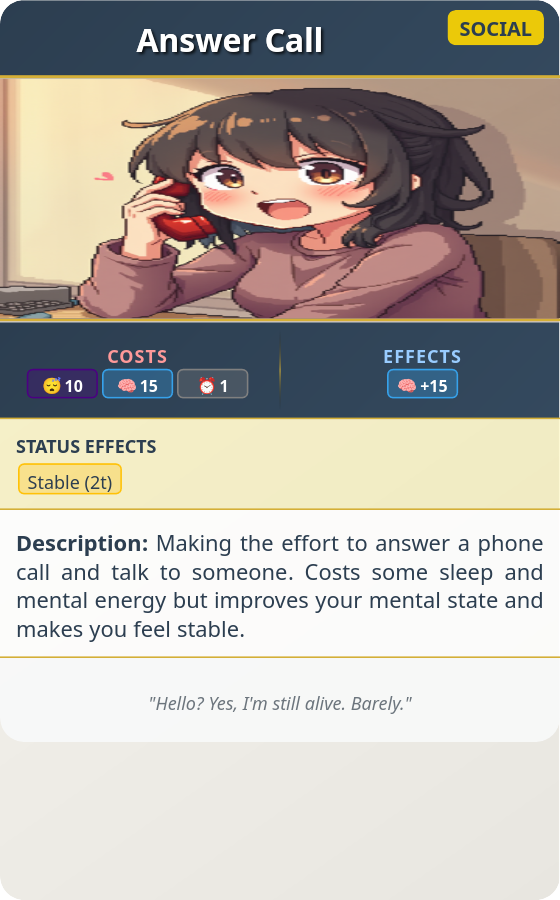 Answer Call
SOCIAL
COSTS
😴 10 🧠 15 ⏰ 1
EFFECTS
🧠 +15
STATUS EFFECTS
Stable (2t)
Description: Making the effort to answer a phone
call and talk to someone. Costs some sleep and
mental energy but improves your mental state and
makes you feel stable.
"Hello? Yes, I'm still alive. Barely."